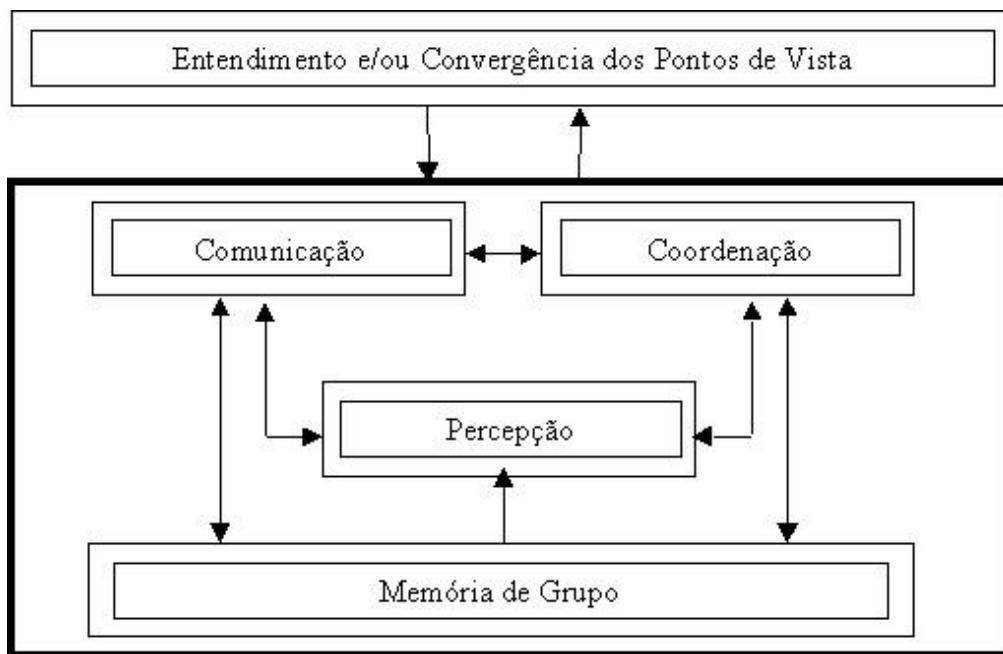 Entendimento e/ou Convergência dos Pontos de Vista
Comunicação
Coordenação
Percepção
Memória de Grupo